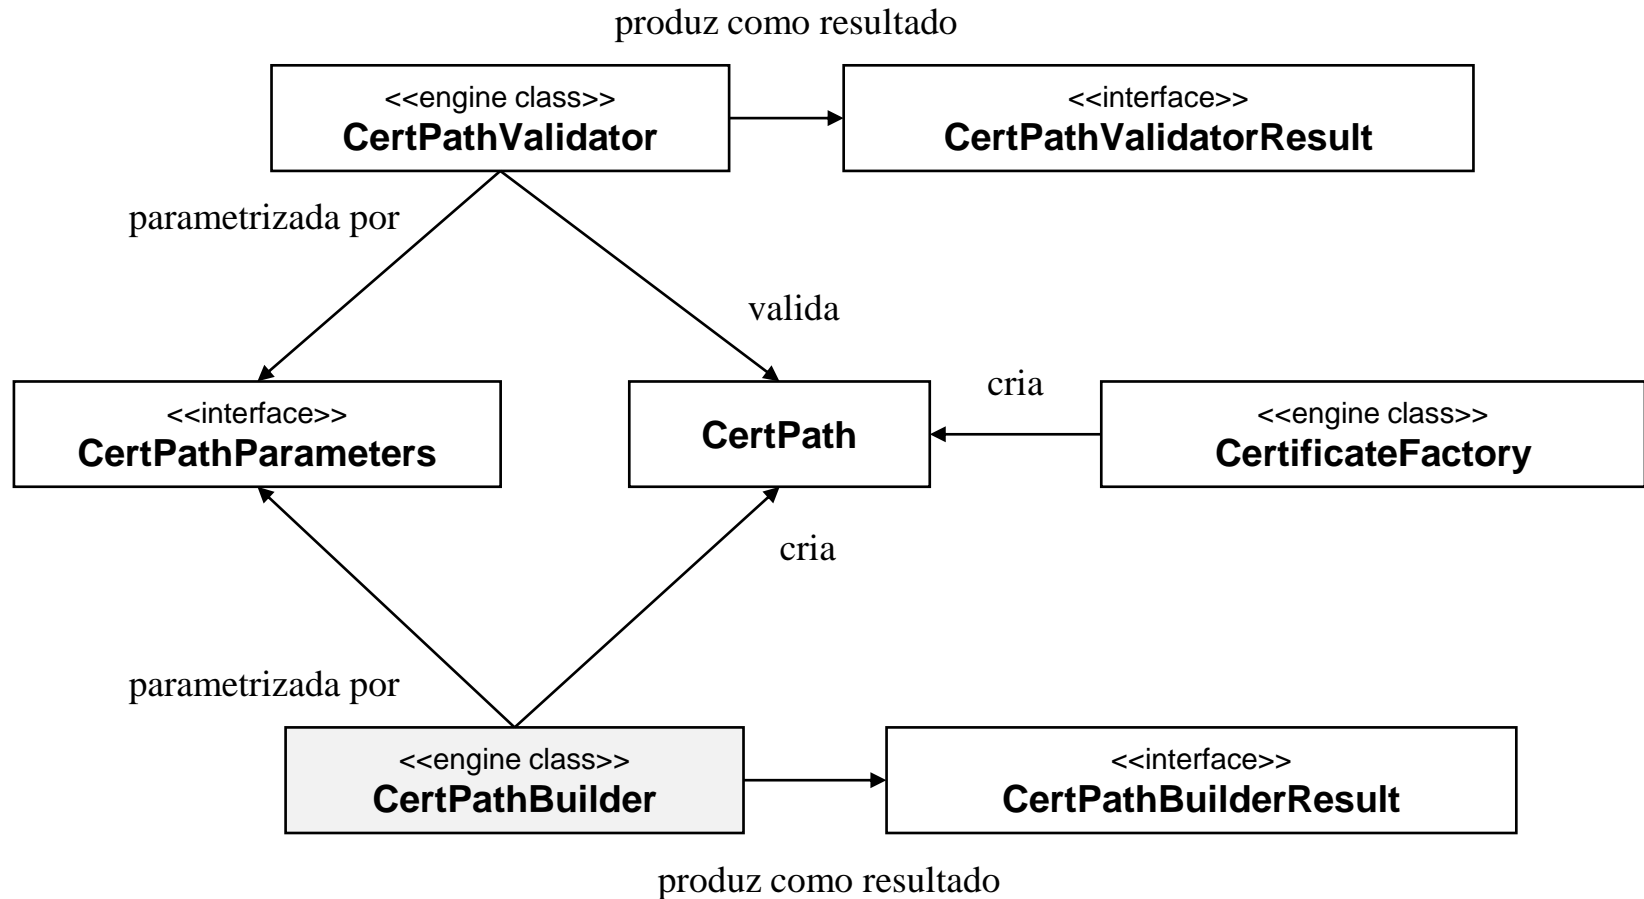 produz como resultado
<<engine class>>
CertPathValidator
<<interface>>
CertPathValidatorResult
parametrizada por
valida
<<interface>>
CertPathParameters
CertPath
cria
<<engine class>>
CertificateFactory
cria
parametrizada por
<<engine class>>
CertPathBuilder
<<interface>>
CertPathBuilderResult
produz como resultado